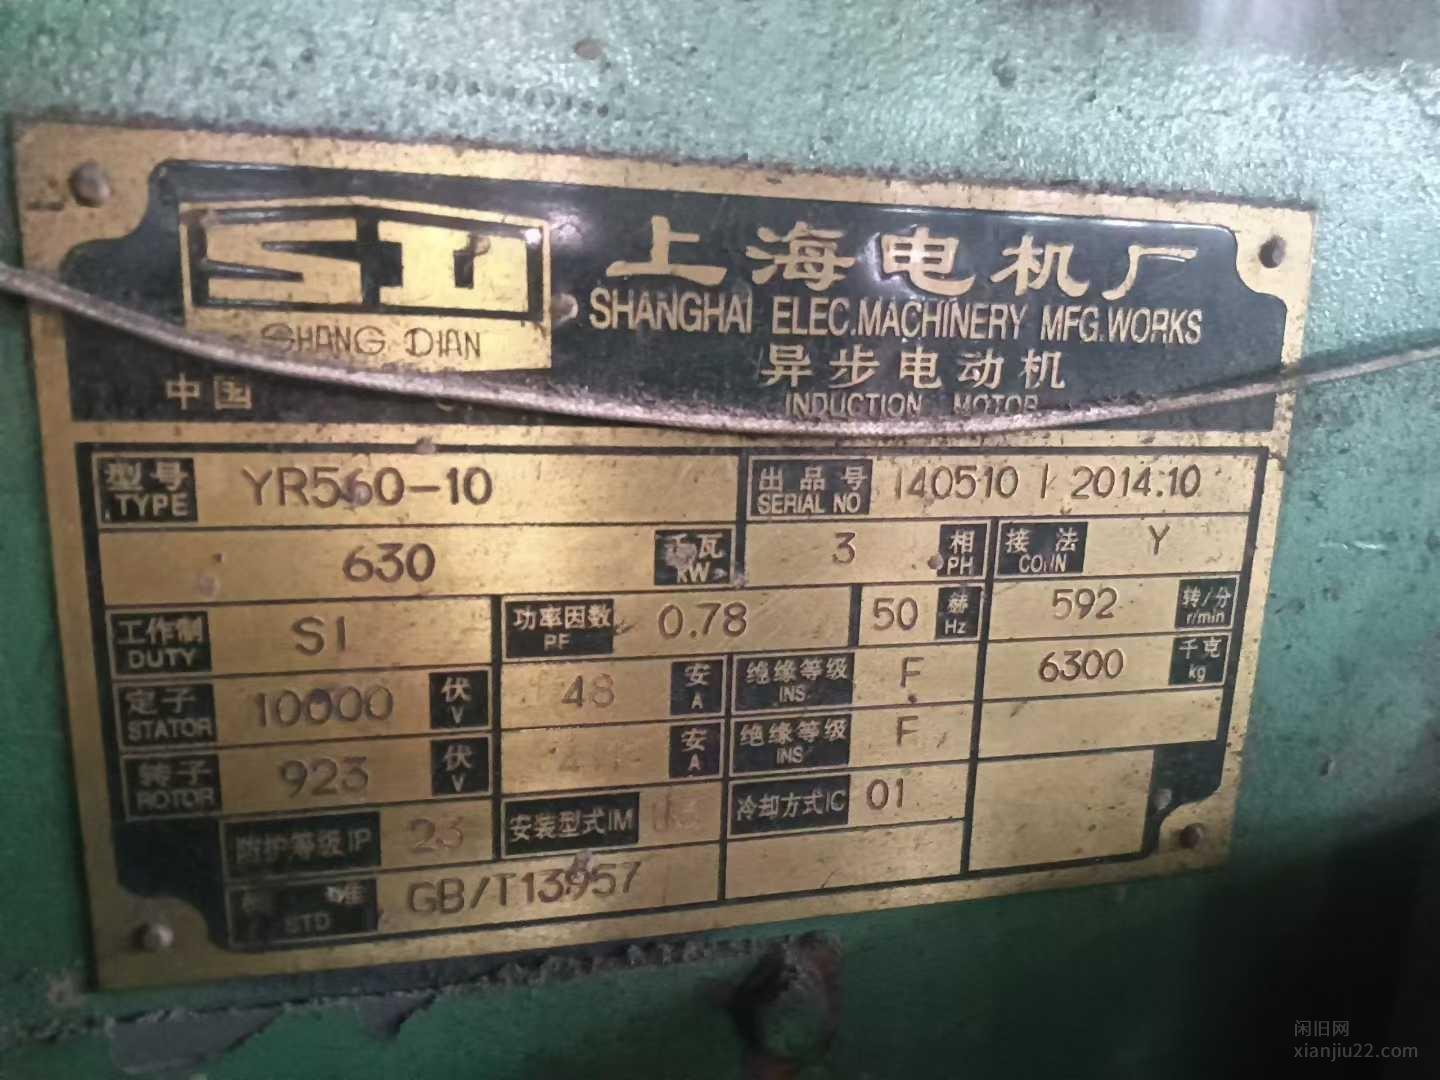 SD
SHANG DIAN
中国
上海电机厂
SHANGHAI ELEC.MACHINERY MFG.WORKS
异步电动机
INDUCTION MOTOR
型号 TYPE YR560-10 出品号 SERIAL NO 140510 / 2014.10
630 千瓦 kW 3 相 PH 接法 CONN Y
工作制 DUTY S1 功率因数 PF 0.78 50 赫 Hz 592 转/分 r/min
定子 STATOR 10000 伏 V 48 安 A 绝缘等级 INS F 6300 千克 kg
转子 ROTOR 923 伏 V 安 A 绝缘等级 INS F
防护等级IP 23 安装型式IM 冷却方式IC 01
标准 STD GB/T13957
闲旧网
xianjiu22.com